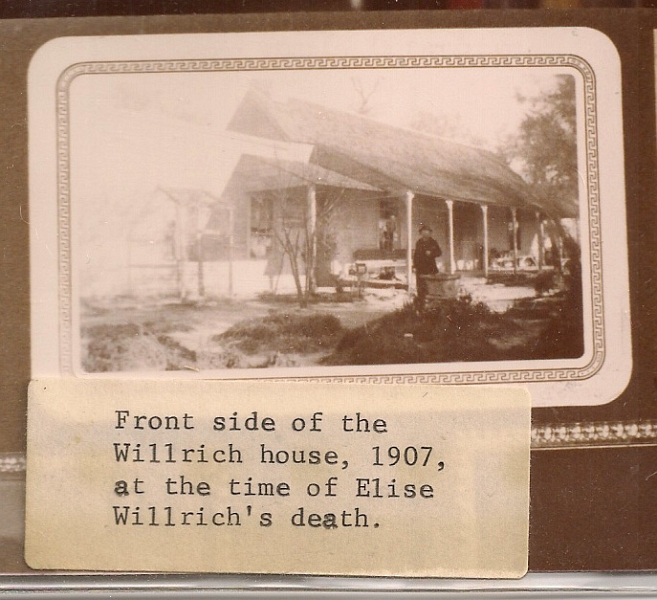 Front side of the
Willrich house, 1907,
at the time of Elise
Willrich's death.